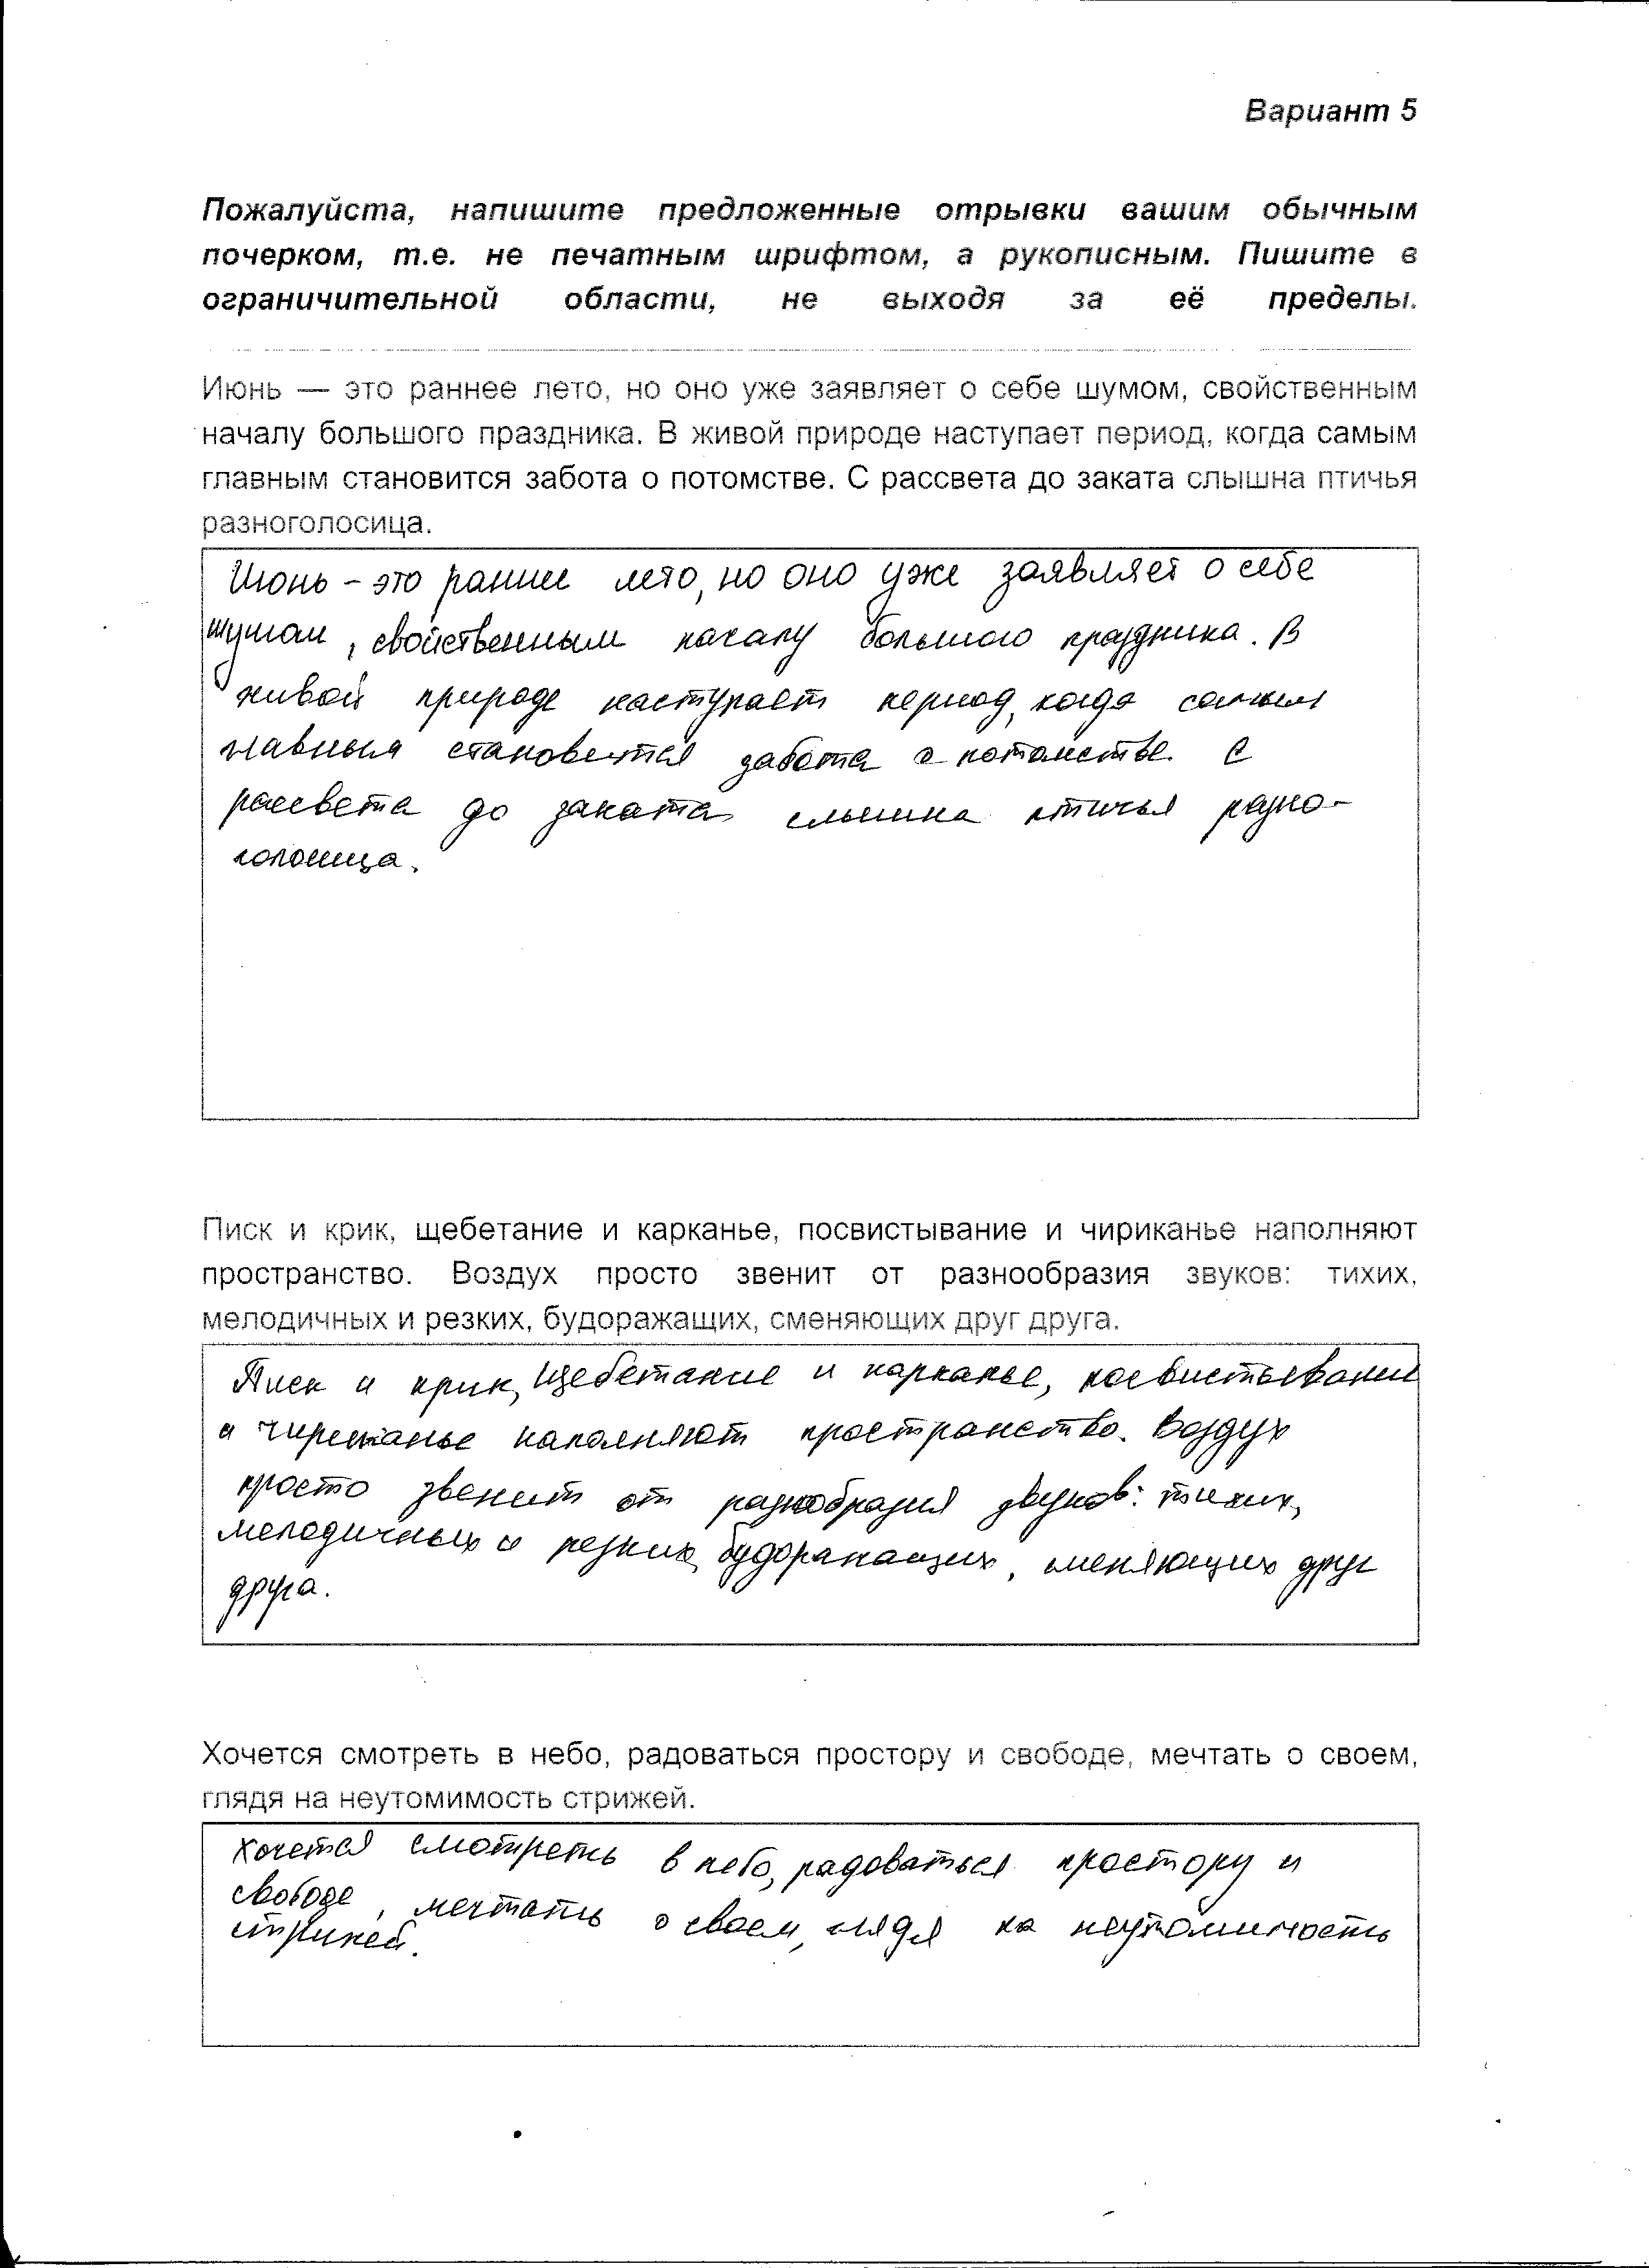 Вариант 5
Пожалуйста, напишите предложенные отрывки вашим обычным
почерком, т.е. не печатным шрифтом, а рукописным. Пишите в
ограничительной области, не выходя за её пределы.
Июнь — это раннее лето, но оно уже заявляет о себе шумом, свойственным
началу большого праздника. В живой природе наступает период, когда самым
главным становится забота о потомстве. С рассвета до заката слышна птичья
разноголосица.
Июнь - это раннее лето, но оно уже заявляет о себе
шумом, свойственным началу большого праздника. В
живой природе наступает период, когда самым
главным становится забота о потомстве. С
рассвета до заката слышна птичья разно-
голосица.
Писк и крик, щебетание и карканье, посвистывание и чириканье наполняют
пространство. Воздух просто звенит от разнообразия звуков: тихих,
мелодичных и резких, будоражащих, сменяющих друг друга.
Писк и крик, щебетание и карканье, посвистывание
и чириканье наполняют пространство. Воздух
просто звенит от разнообразия звуков: тихих,
мелодичных и резких, будоражащих, сменяющих друг
друга.
Хочется смотреть в небо, радоваться простору и свободе, мечтать о своем,
глядя на неутомимость стрижей.
Хочется смотреть в небо, радоваться простору и
свободе, мечтать о своем, глядя на неутомимость
стрижей.